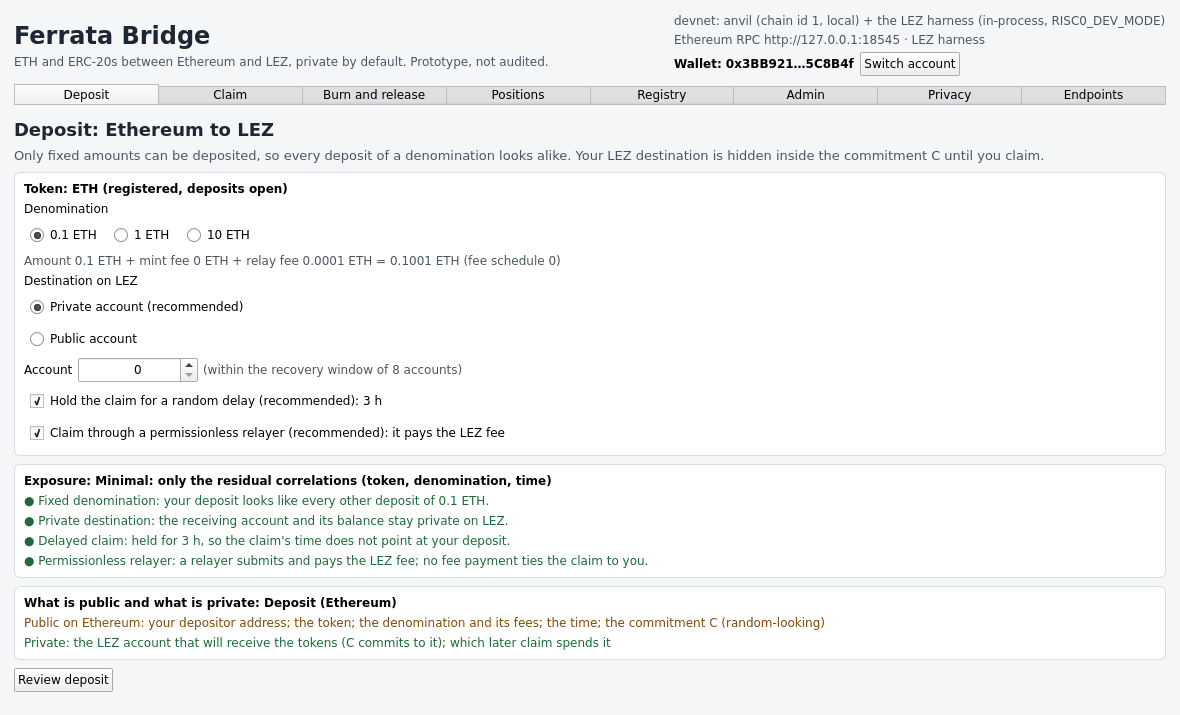 Ferrata Bridge
ETH and ERC-20s between Ethereum and LEZ, private by default. Prototype, not audited.
devnet: anvil (chain id 1, local) + the LEZ harness (in-process, RISC0_DEV_MODE)
Ethereum RPC http://127.0.0.1:18545 · LEZ harness
Wallet: 0x3BB921…5C8B4f Switch account
Deposit Claim Burn and release Positions Registry Admin Privacy Endpoints
Deposit: Ethereum to LEZ
Only fixed amounts can be deposited, so every deposit of a denomination looks alike. Your LEZ destination is hidden inside the commitment C until you claim.
Token: ETH (registered, deposits open)
Denomination
0.1 ETH 1 ETH 10 ETH
Amount 0.1 ETH + mint fee 0 ETH + relay fee 0.0001 ETH = 0.1001 ETH (fee schedule 0)
Destination on LEZ
Private account (recommended)
Public account
Account 0 (within the recovery window of 8 accounts)
Hold the claim for a random delay (recommended): 3 h
Claim through a permissionless relayer (recommended): it pays the LEZ fee
Exposure: Minimal: only the residual correlations (token, denomination, time)
● Fixed denomination: your deposit looks like every other deposit of 0.1 ETH.
● Private destination: the receiving account and its balance stay private on LEZ.
● Delayed claim: held for 3 h, so the claim's time does not point at your deposit.
● Permissionless relayer: a relayer submits and pays the LEZ fee; no fee payment ties the claim to you.
What is public and what is private: Deposit (Ethereum)
Public on Ethereum: your depositor address; the token; the denomination and its fees; the time; the commitment C (random-looking)
Private: the LEZ account that will receive the tokens (C commits to it); which later claim spends it
Review deposit